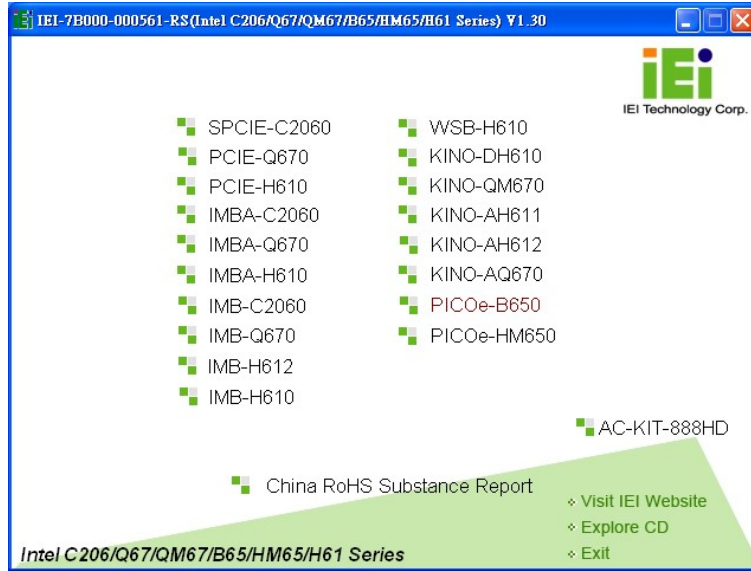 IEI-7B000-000561-RS(Intel C206/Q67/QM67/B65/HM65/H61 Series) V1.30
iEi
IEI Technology Corp.
SPCIE-C2060
PCIE-Q670
PCIE-H610
IMBA-C2060
IMBA-Q670
IMBA-H610
IMB-C2060
IMB-Q670
IMB-H612
IMB-H610
WSB-H610
KINO-DH610
KINO-QM670
KINO-AH611
KINO-AH612
KINO-AQ670
PICOe-B650
PICOe-HM650
AC-KIT-888HD
China RoHS Substance Report
Visit IEI Website
Explore CD
Exit
Intel C206/Q67/QM67/B65/HM65/H61 Series